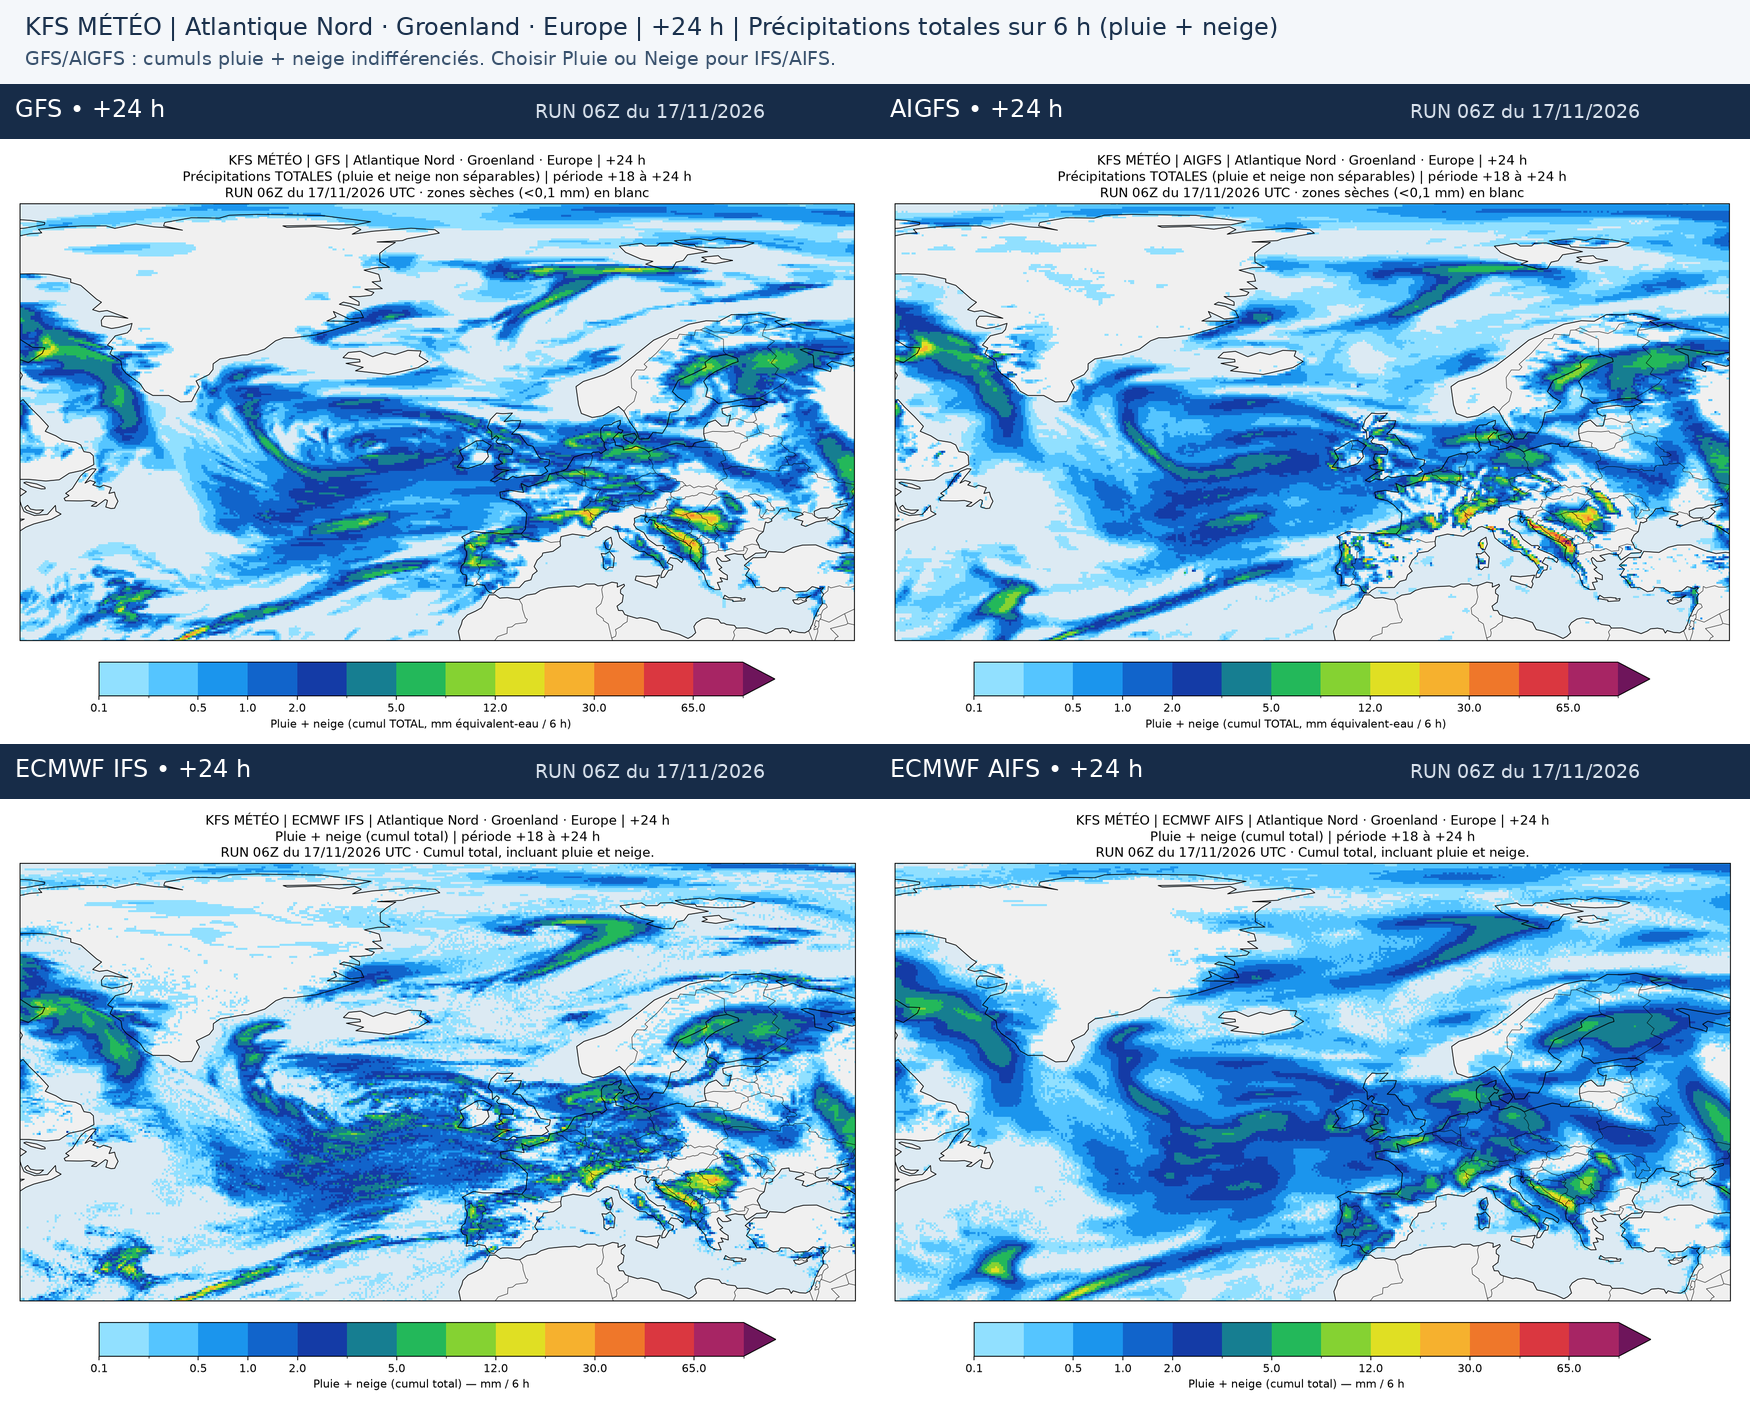 KFS MÉTÉO | Atlantique Nord · Groenland · Europe | +24 h | Précipitations totales sur 6 h (pluie + neige)
GFS/AIGFS : cumuls pluie + neige indifférenciés. Choisir Pluie ou Neige pour IFS/AIFS.
GFS • +24 h
RUN 06Z du 17/11/2026
AIGFS • +24 h
RUN 06Z du 17/11/2026
KFS MÉTÉO | GFS | Atlantique Nord · Groenland · Europe | +24 h
Précipitations TOTALES (pluie et neige non séparables) | période +18 à +24 h
RUN 06Z du 17/11/2026 UTC · zones sèches (<0,1 mm) en blanc
KFS MÉTÉO | AIGFS | Atlantique Nord · Groenland · Europe | +24 h
Précipitations TOTALES (pluie et neige non séparables) | période +18 à +24 h
RUN 06Z du 17/11/2026 UTC · zones sèches (<0,1 mm) en blanc
0.1 0.5 1.0 2.0 5.0 12.0 30.0 65.0
Pluie + neige (cumul TOTAL, mm équivalent-eau / 6 h)
0.1 0.5 1.0 2.0 5.0 12.0 30.0 65.0
Pluie + neige (cumul TOTAL, mm équivalent-eau / 6 h)
ECMWF IFS • +24 h
RUN 06Z du 17/11/2026
ECMWF AIFS • +24 h
RUN 06Z du 17/11/2026
KFS MÉTÉO | ECMWF IFS | Atlantique Nord · Groenland · Europe | +24 h
Pluie + neige (cumul total) | période +18 à +24 h
RUN 06Z du 17/11/2026 UTC · Cumul total, incluant pluie et neige.
KFS MÉTÉO | ECMWF AIFS | Atlantique Nord · Groenland · Europe | +24 h
Pluie + neige (cumul total) | période +18 à +24 h
RUN 06Z du 17/11/2026 UTC · Cumul total, incluant pluie et neige.
0.1 0.5 1.0 2.0 5.0 12.0 30.0 65.0
Pluie + neige (cumul total) — mm / 6 h
0.1 0.5 1.0 2.0 5.0 12.0 30.0 65.0
Pluie + neige (cumul total) — mm / 6 h